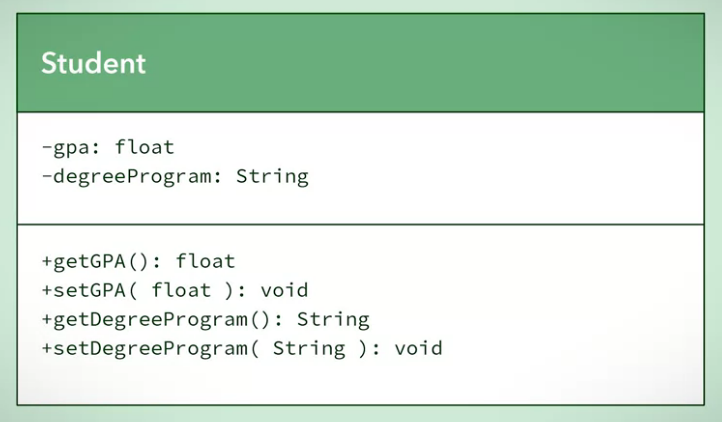 Student
-gpa: float
-degreeProgram: String
+getGPA(): float
+setGPA( float ): void
+getDegreeProgram(): String
+setDegreeProgram( String ): void